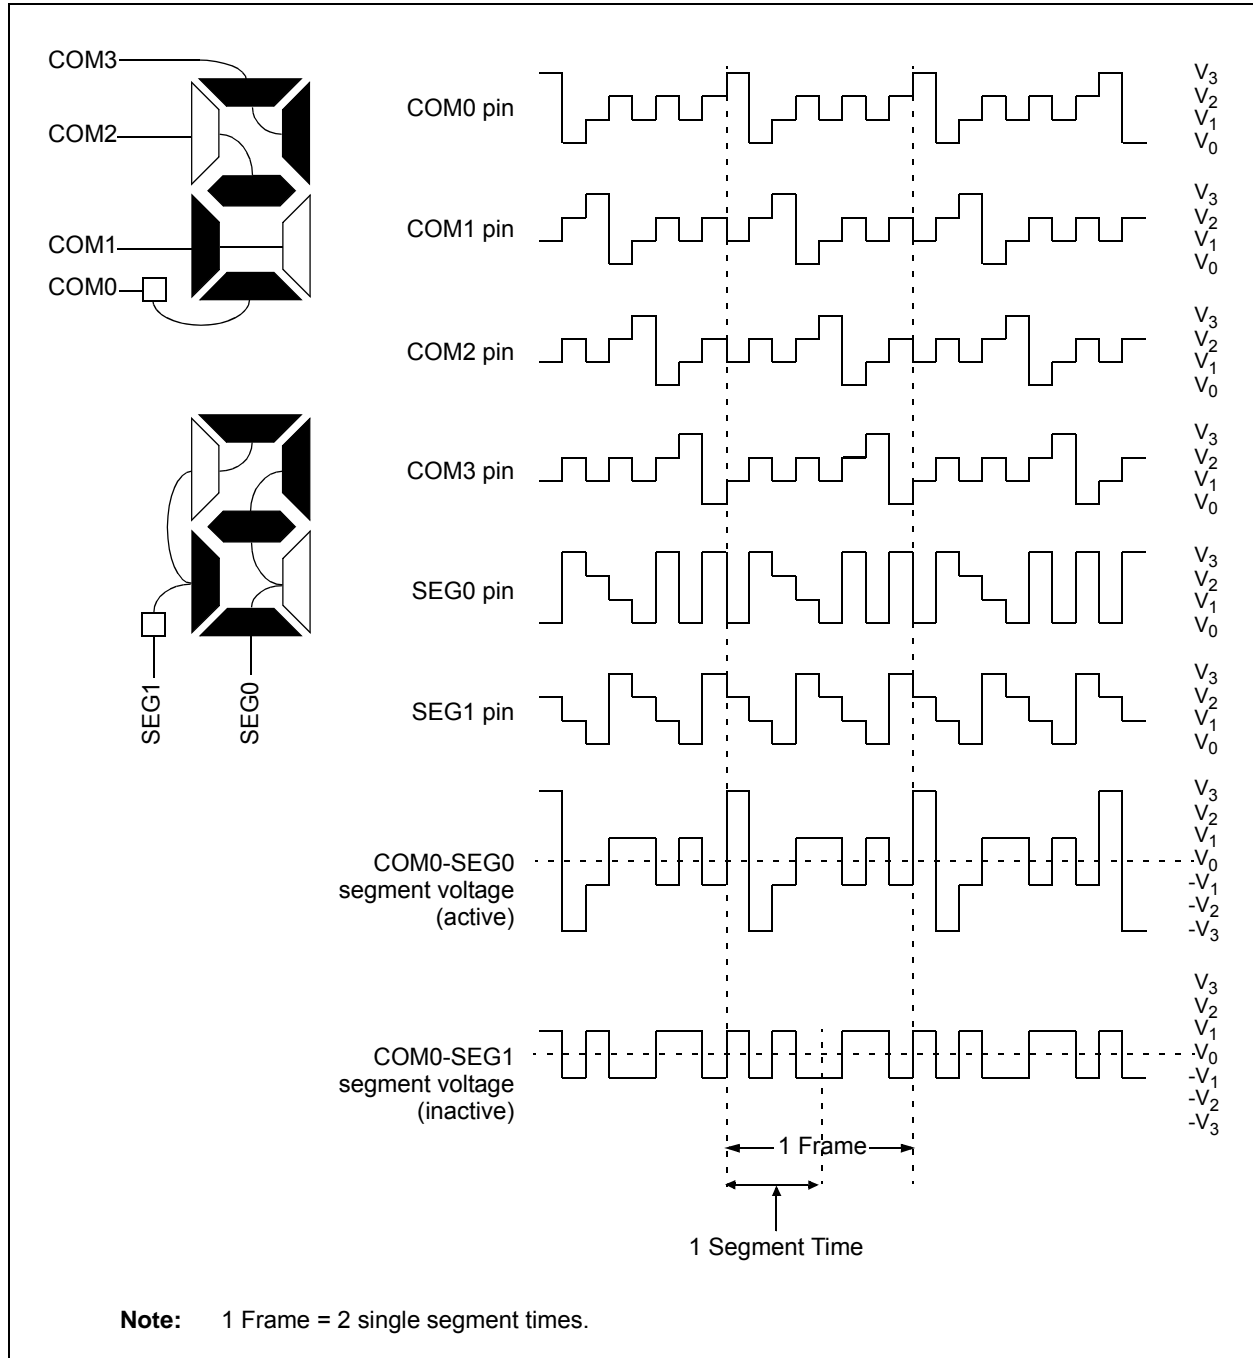 COM3
COM2
COM1
COM0
SEG1
SEG0
COM0 pin
V3
V2
V1
V0
COM1 pin
V3
V2
V1
V0
COM2 pin
V3
V2
V1
V0
COM3 pin
V3
V2
V1
V0
SEG0 pin
V3
V2
V1
V0
SEG1 pin
V3
V2
V1
V0
COM0-SEG0
segment voltage
(active)
V3
V2
V1
V0
-V1
-V2
-V3
COM0-SEG1
segment voltage
(inactive)
V3
V2
V1
V0
-V1
-V2
-V3
1 Frame
1 Segment Time
Note: 1 Frame = 2 single segment times.